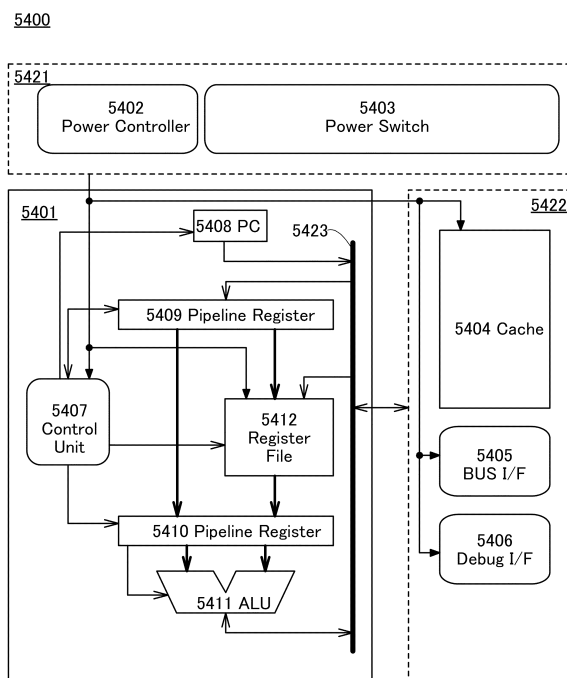 5400
5421
5402
Power Controller
5403
Power Switch
5401
5408 PC
5423
5422
5409 Pipeline Register
5404 Cache
5407
Control
Unit
5412
Register
File
5405
BUS I/F
5410 Pipeline Register
5406
Debug I/F
5411 ALU